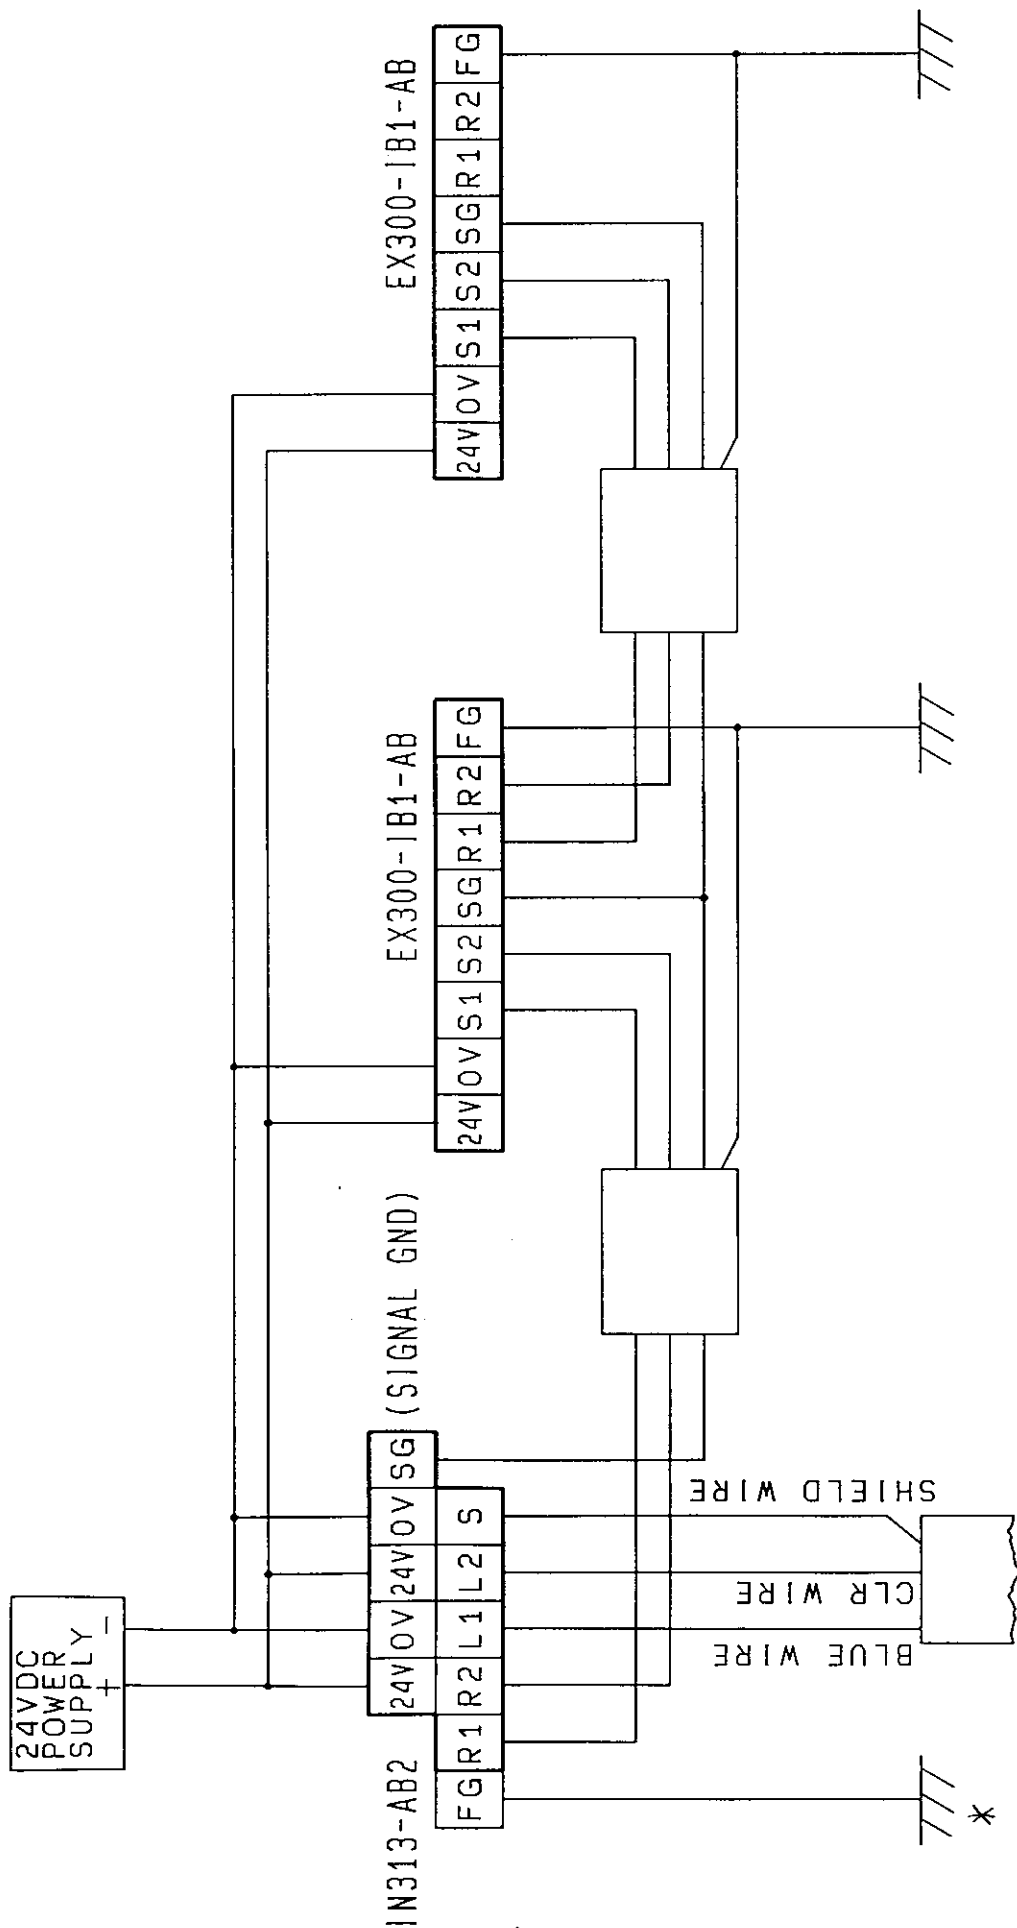 24VDC
POWER
SUPPLY
+ −
N313-AB2
24V 0V 24V 0V SG (SIGNAL GND)
FG R1 R2 L1 L2 S
BLUE WIRE
CLR WIRE
SHIELD WIRE
*
EX300-IB1-AB
24V 0V S1 S2 SG R1 R2 FG
EX300-IB1-AB
24V 0V S1 S2 SG R1 R2 FG